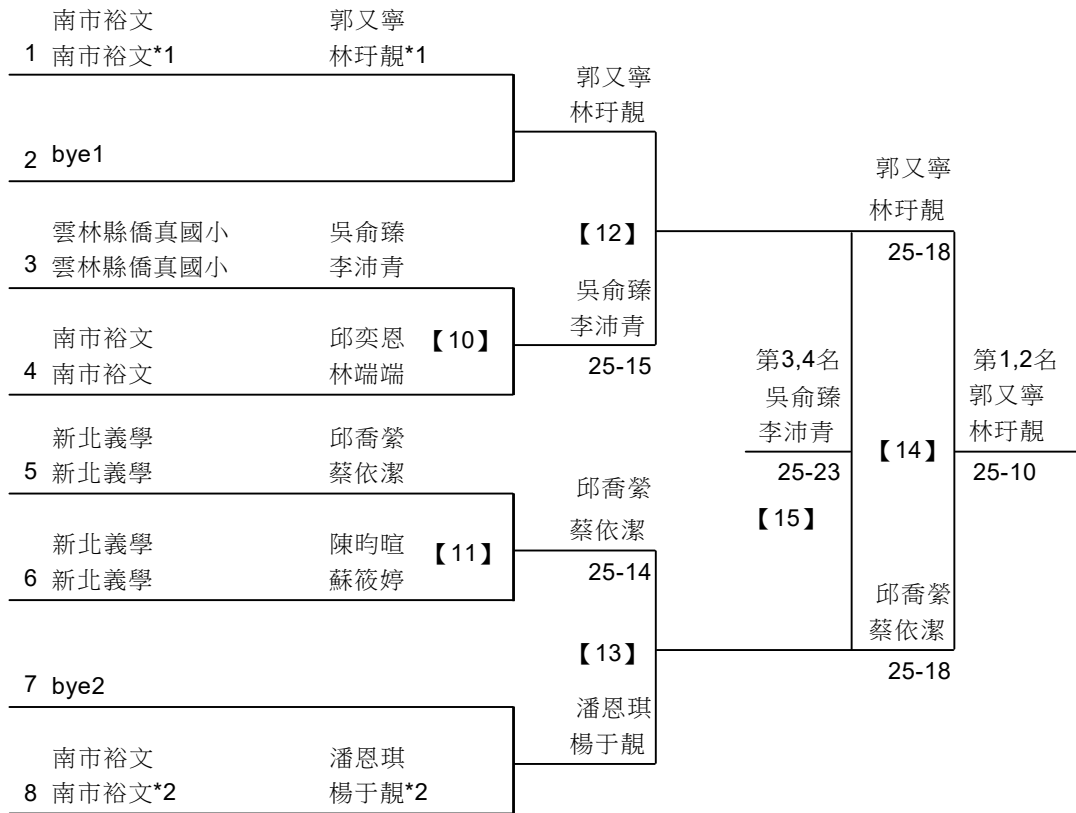 南市裕文 郭又寧
1 南市裕文*1 林玗靚*1
郭又寧
林玗靚
2 bye1
郭又寧
林玗靚
25-18
雲林縣僑真國小 吳俞臻
3 雲林縣僑真國小 李沛青
【12】
吳俞臻
李沛青
25-15
南市裕文 邱奕恩 【10】
4 南市裕文 林端端
第3,4名
吳俞臻
李沛青
25-23
【15】
【14】
第1,2名
郭又寧
林玗靚
25-10
新北義學 邱喬縈
5 新北義學 蔡依潔
邱喬縈
蔡依潔
25-14
新北義學 陳昀暄 【11】
6 新北義學 蘇筱婷
邱喬縈
蔡依潔
25-18
【13】
7 bye2
潘恩琪
楊于靚
南市裕文 潘恩琪
8 南市裕文*2 楊于靚*2